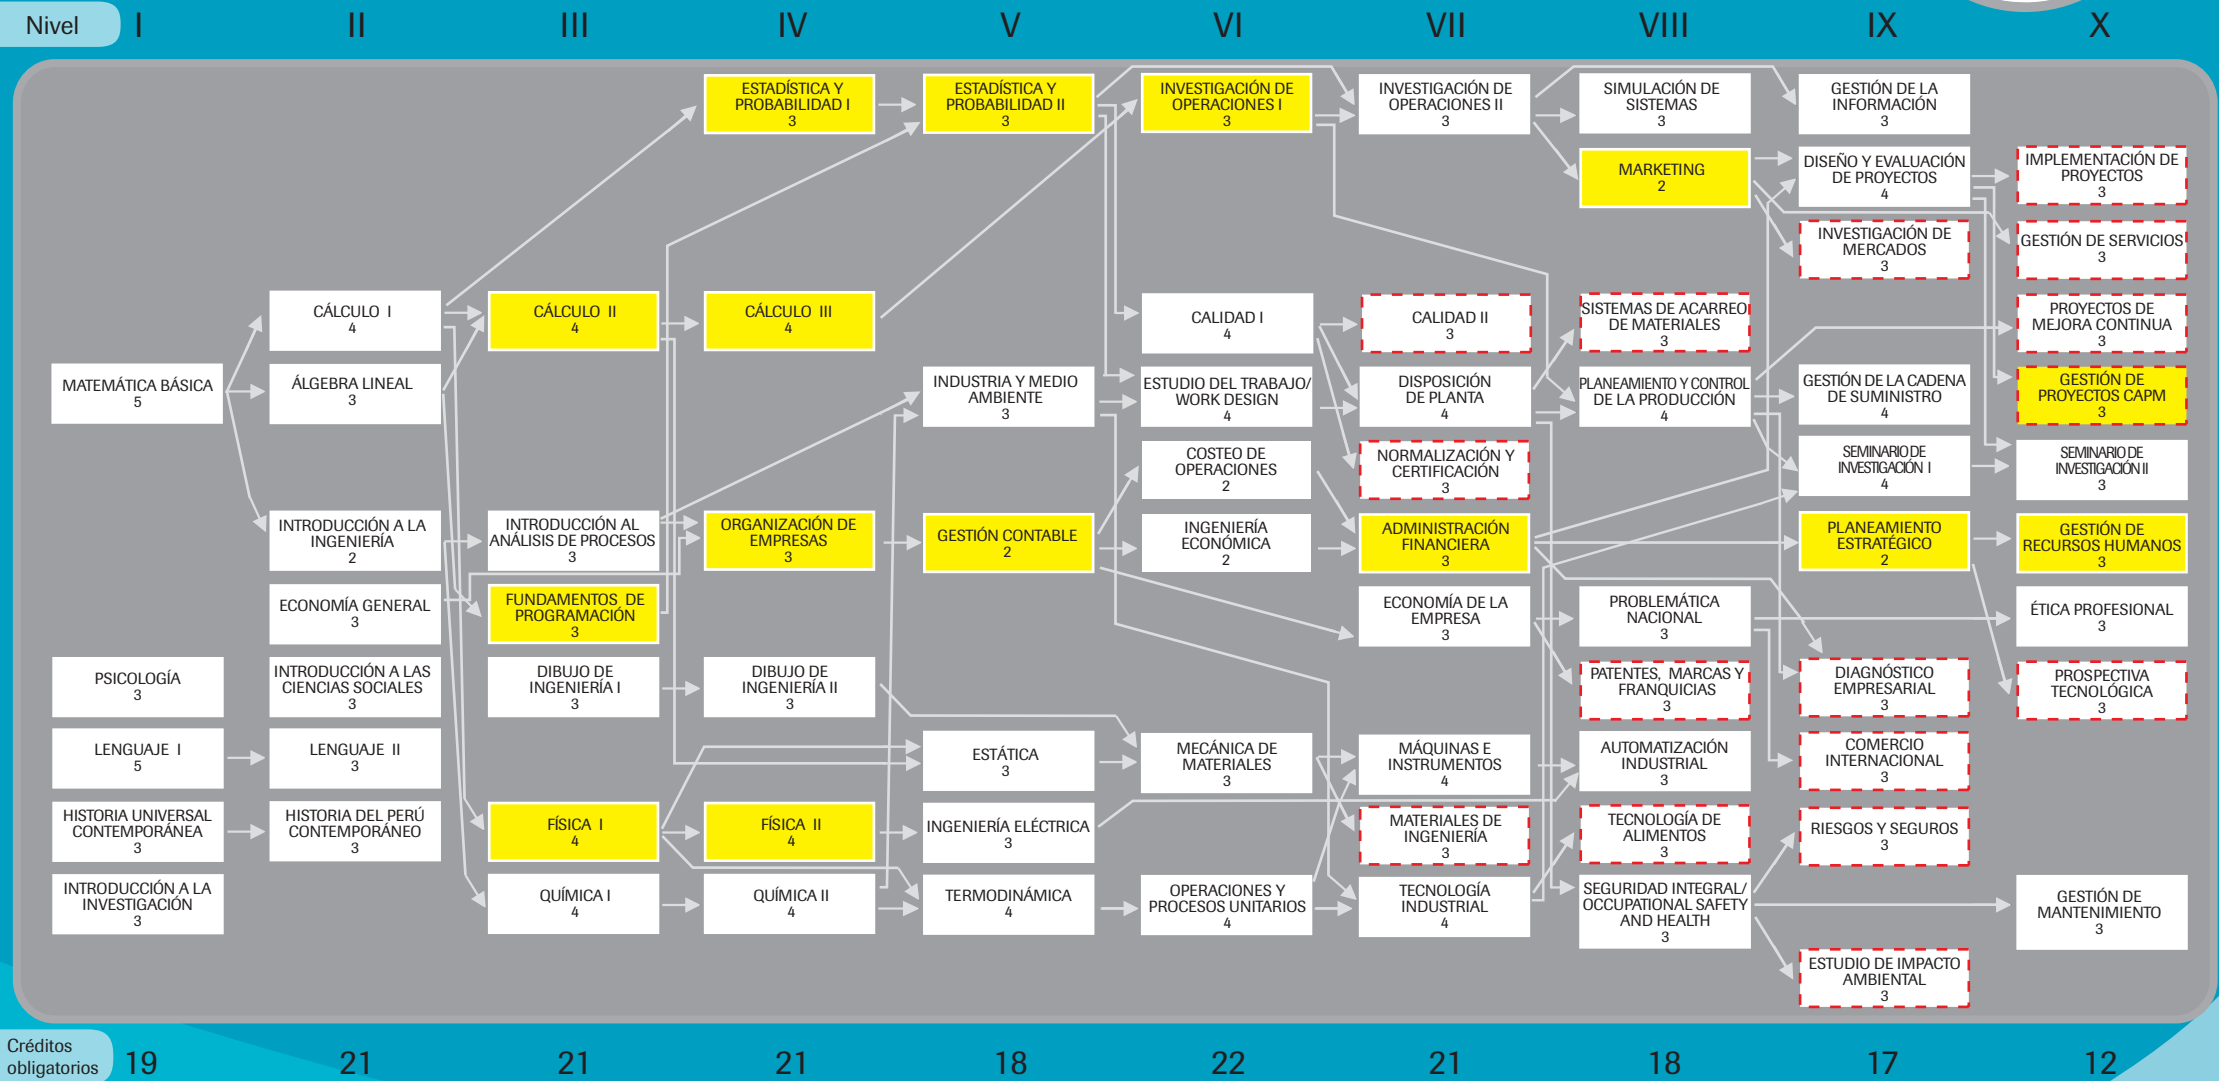 Nivel
I
II
III
IV
V
VI
VII
VIII
IX
X
MATEMÁTICA BÁSICA
5
PSICOLOGÍA
3
LENGUAJE I
5
HISTORIA UNIVERSAL
CONTEMPORÁNEA
3
INTRODUCCIÓN A LA
INVESTIGACIÓN
3
CÁLCULO I
4
ÁLGEBRA LINEAL
3
INTRODUCCIÓN A LA
INGENIERÍA
2
ECONOMÍA GENERAL
3
INTRODUCCIÓN A LAS
CIENCIAS SOCIALES
3
LENGUAJE II
3
HISTORIA DEL PERÚ
CONTEMPORÁNEO
3
CÁLCULO II
4
INTRODUCCIÓN AL
ANÁLISIS DE PROCESOS
3
FUNDAMENTOS DE
PROGRAMACIÓN
3
DIBUJO DE
INGENIERÍA I
3
FÍSICA I
4
QUÍMICA I
4
ESTADÍSTICA Y
PROBABILIDAD I
3
CÁLCULO III
4
ORGANIZACIÓN DE
EMPRESAS
3
DIBUJO DE
INGENIERÍA II
3
FÍSICA II
4
QUÍMICA II
4
ESTADÍSTICA Y
PROBABILIDAD II
3
INDUSTRIA Y MEDIO
AMBIENTE
3
GESTIÓN CONTABLE
2
ESTÁTICA
3
INGENIERÍA ELÉCTRICA
3
TERMODINÁMICA
4
INVESTIGACIÓN DE
OPERACIONES I
3
CALIDAD I
4
ESTUDIO DEL TRABAJO/
WORK DESIGN
4
COSTEO DE
OPERACIONES
2
INGENIERÍA
ECONÓMICA
2
MECÁNICA DE
MATERIALES
3
OPERACIONES Y
PROCESOS UNITARIOS
4
INVESTIGACIÓN DE
OPERACIONES II
3
CALIDAD II
3
DISPOSICIÓN
DE PLANTA
4
NORMALIZACIÓN Y
CERTIFICACIÓN
3
ADMINISTRACIÓN
FINANCIERA
3
ECONOMÍA DE LA
EMPRESA
3
MÁQUINAS E
INSTRUMENTOS
4
MATERIALES DE
INGENIERÍA
3
TECNOLOGÍA
INDUSTRIAL
4
SIMULACIÓN DE
SISTEMAS
3
MARKETING
2
SISTEMAS DE ACARREO
DE MATERIALES
3
PLANEAMIENTO Y CONTROL
DE LA PRODUCCIÓN
4
PROBLEMÁTICA
NACIONAL
3
PATENTES, MARCAS Y
FRANQUICIAS
3
AUTOMATIZACIÓN
INDUSTRIAL
3
TECNOLOGÍA DE
ALIMENTOS
3
SEGURIDAD INTEGRAL/
OCCUPATIONAL SAFETY
AND HEALTH
3
GESTIÓN DE LA
INFORMACIÓN
3
DISEÑO Y EVALUACIÓN
DE PROYECTOS
4
INVESTIGACIÓN DE
MERCADOS
3
GESTIÓN DE LA CADENA
DE SUMINISTRO
4
SEMINARIO DE
INVESTIGACIÓN I
4
PLANEAMIENTO
ESTRATÉGICO
2
DIAGNÓSTICO
EMPRESARIAL
3
COMERCIO
INTERNACIONAL
3
RIESGOS Y SEGUROS
3
ESTUDIO DE IMPACTO
AMBIENTAL
3
IMPLEMENTACIÓN DE
PROYECTOS
3
GESTIÓN DE SERVICIOS
3
PROYECTOS DE
MEJORA CONTINUA
3
GESTIÓN DE
PROYECTOS CAPM
3
SEMINARIO DE
INVESTIGACIÓN II
3
GESTIÓN DE
RECURSOS HUMANOS
3
ÉTICA PROFESIONAL
3
PROSPECTIVA
TECNOLÓGICA
3
GESTIÓN DE
MANTENIMIENTO
3
Créditos
obligatorios
19
21
21
21
18
22
21
18
17
12